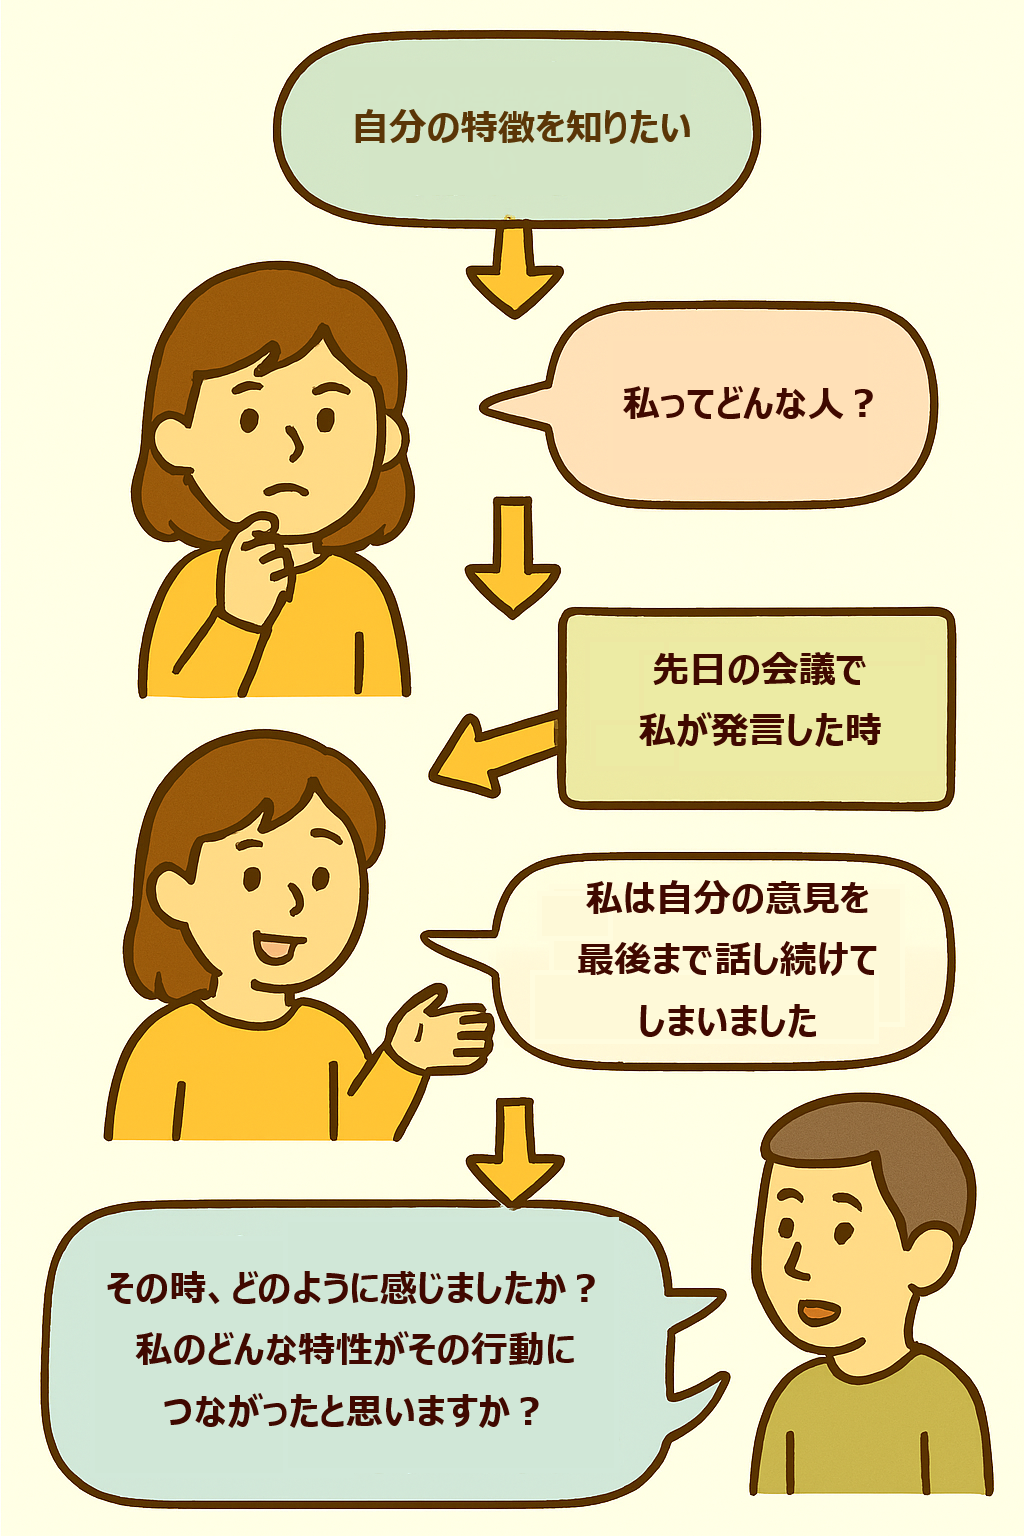 自分の特徴を知りたい
私ってどんな人？
先日の会議で
私が発言した時
私は自分の意見を
最後まで話し続けて
しまいました
その時、どのように感じましたか？
私のどんな特性がその行動に
つながったと思いますか？